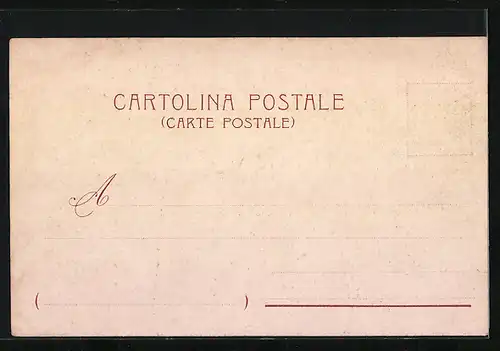 CARTOLINA POSTALE
(CARTE POSTALE)
A
( )